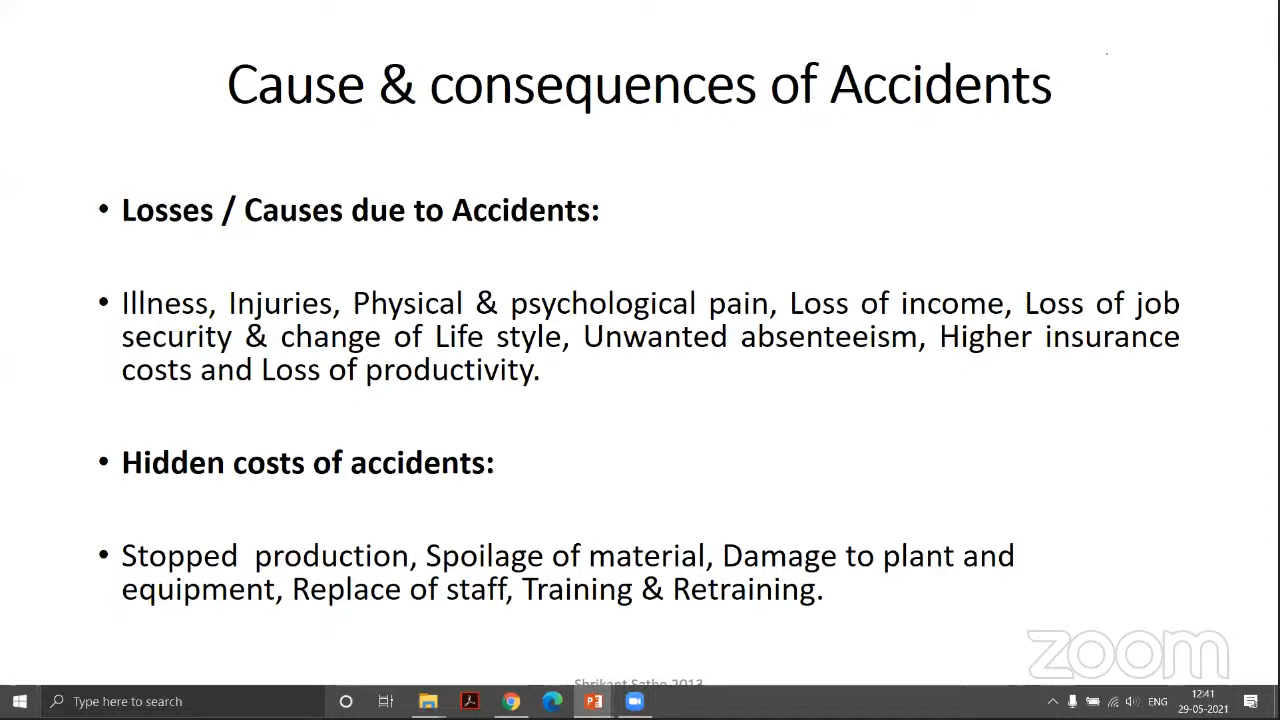 Cause & consequences of Accidents
• Losses / Causes due to Accidents:
• Illness, Injuries, Physical & psychological pain, Loss of income, Loss of job
security & change of Life style, Unwanted absenteeism, Higher insurance
costs and Loss of productivity.
• Hidden costs of accidents:
• Stopped production, Spoilage of material, Damage to plant and
equipment, Replace of staff, Training & Retraining.
zoom
Shrikant Sathe 2013
Type here to search
ENG
12:41
29-05-2021